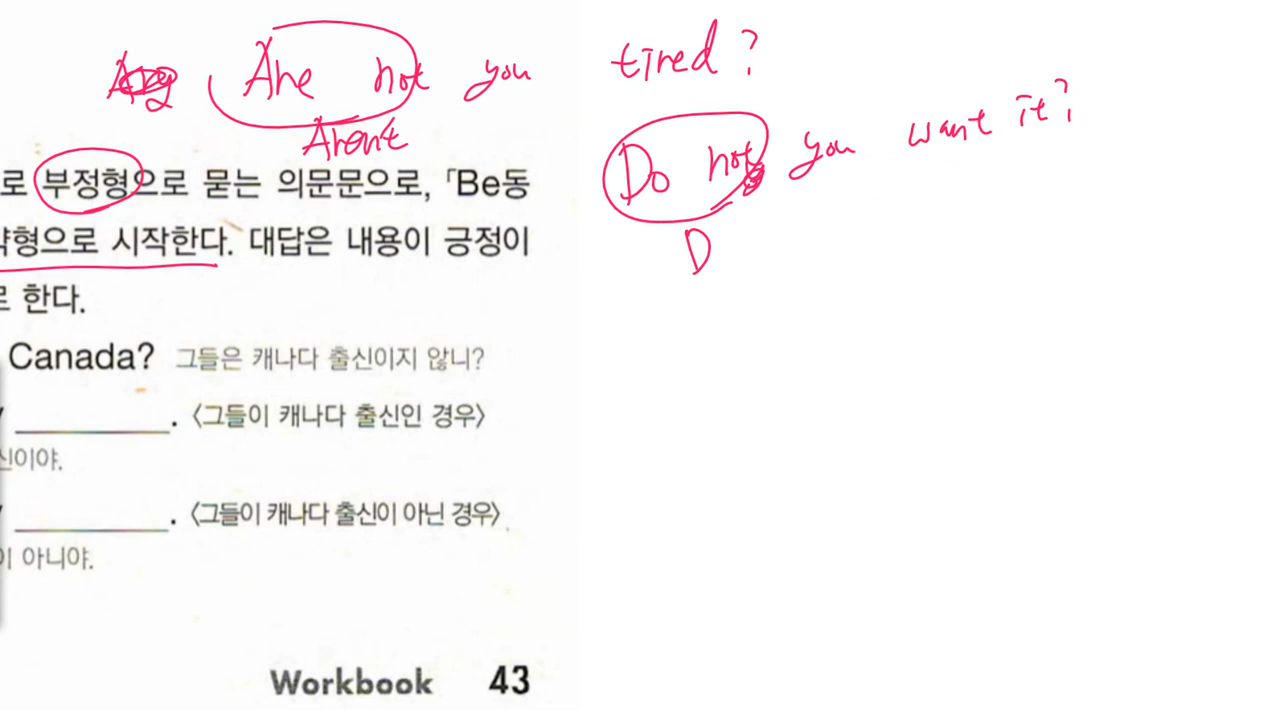 Are not you tired?
Arent
Do not you want it?
D
로 부정형으로 묻는 의문문으로, 「Be동
약형으로 시작한다. 대답은 내용이 긍정이
로 한다.
Canada? 그들은 캐나다 출신이지 않니?
. 〈그들이 캐나다 출신인 경우〉
신이야.
. 〈그들이 캐나다 출신이 아닌 경우〉
이 아니야.
Workbook 43